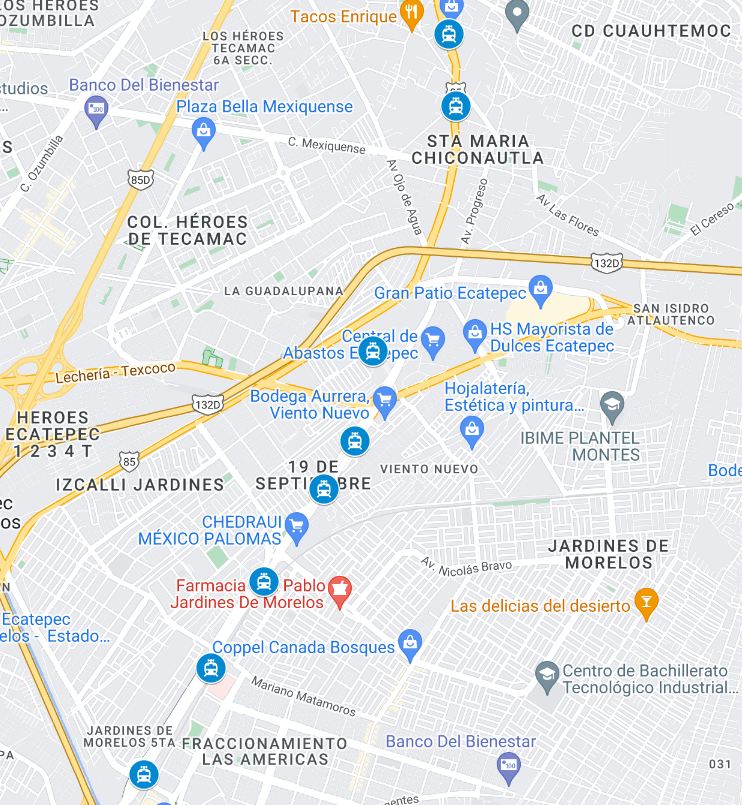 LOS HÉROES
OZUMBILLA
Tacos Enrique
CD CUAUHTEMOC
LOS HÉROES
TECAMAC
6A SECC.
studios
Banco Del Bienestar
Plaza Bella Mexiquense
85
C. Ozumbilla
C. Mexiquense
STA MARIA
CHICONAUTLA
85D
Av Ojo de Agua
Av. Progreso
Av Las Flores
El Cereso
COL. HÉROES
DE TECAMAC
132D
LA GUADALUPANA
Gran Patio Ecatepec
SAN ISIDRO
ATLAUTENCO
Central de
Abastos Ecatepec
HS Mayorista de
Dulces Ecatepec
Lechería - Texcoco
Bodega Aurrera,
Viento Nuevo
Hojalatería,
Estética y pintura...
132D
HEROES
ECATEPEC
1 2 3 4 T
IBIME PLANTEL
MONTES
85
19 DE
SEPTIEMBRE
VIENTO NUEVO
Bode
IZCALLI JARDINES
ec
os
CHEDRAUI
MÉXICO PALOMAS
JARDINES DE
MORELOS
Av. Nicolás Bravo
Farmacia Pablo
Jardines De Morelos
Las delicias del desierto
Ecatepec
elos - Estado...
Coppel Canada Bosques
Centro de Bachillerato
Tecnológico Industrial...
Mariano Matamoros
JARDINES DE
MORELOS 5TA
FRACCIONAMIENTO
LAS AMERICAS
Banco Del Bienestar
031
PA
entes